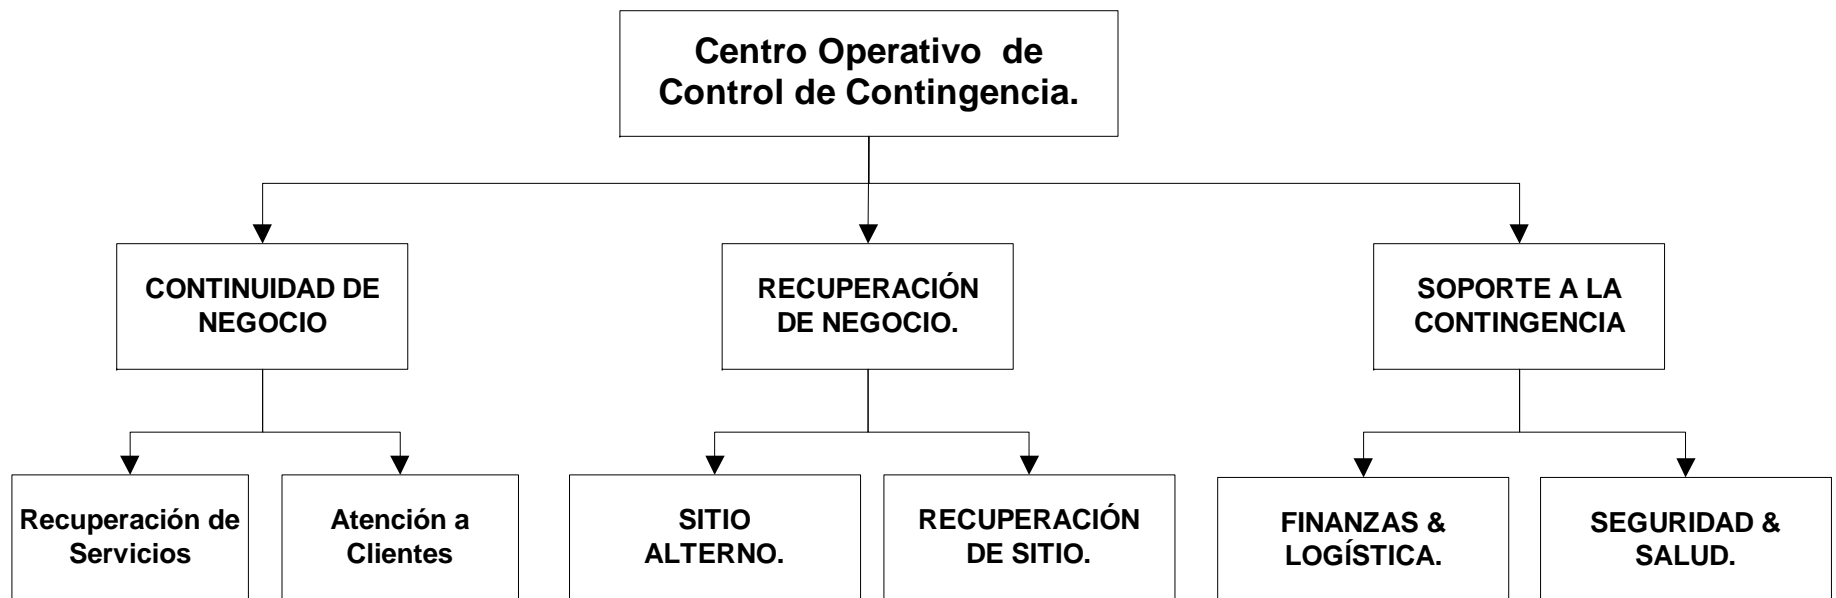 Centro Operativo de
Control de Contingencia.
CONTINUIDAD DE
NEGOCIO
RECUPERACIÓN
DE NEGOCIO.
SOPORTE A LA
CONTINGENCIA
Recuperación de
Servicios
Atención a
Clientes
SITIO
ALTERNO.
RECUPERACIÓN
DE SITIO.
FINANZAS &
LOGÍSTICA.
SEGURIDAD &
SALUD.